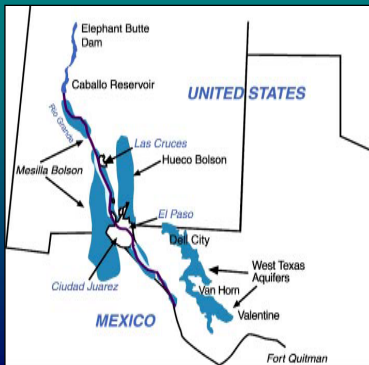 Elephant Butte
Dam
Caballo Reservoir
UNITED STATES
Rio Grande
Las Cruces
Hueco Bolson
Mesilla Bolson
El Paso
Dell City
West Texas
Aquifers
Van Horn
Ciudad Juarez
Valentine
MEXICO
Fort Quitman